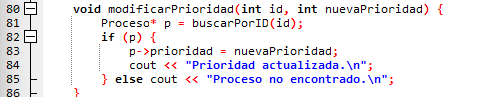 80 void modificarPrioridad(int id, int nuevaPrioridad) {
81 Proceso* p = buscarPorID(id);
82 if (p) {
83 p->prioridad = nuevaPrioridad;
84 cout << "Prioridad actualizada.\n";
85 } else cout << "Proceso no encontrado.\n";
86 }